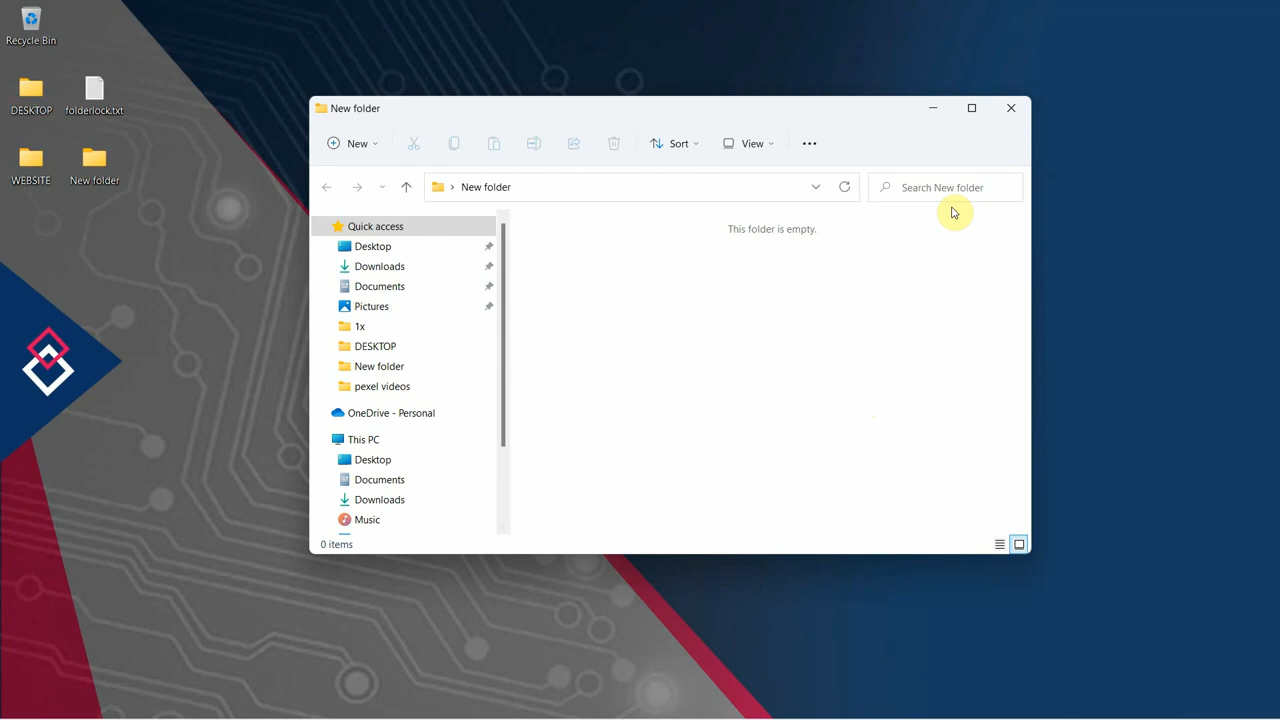 Recycle Bin
DESKTOP
folderlock.txt
WEBSITE
New folder
New folder
New
Sort
View
New folder
Search New folder
Quick access
Desktop
Downloads
Documents
Pictures
1x
DESKTOP
New folder
pexel videos
OneDrive - Personal
This PC
Desktop
Documents
Downloads
Music
This folder is empty.
0 items